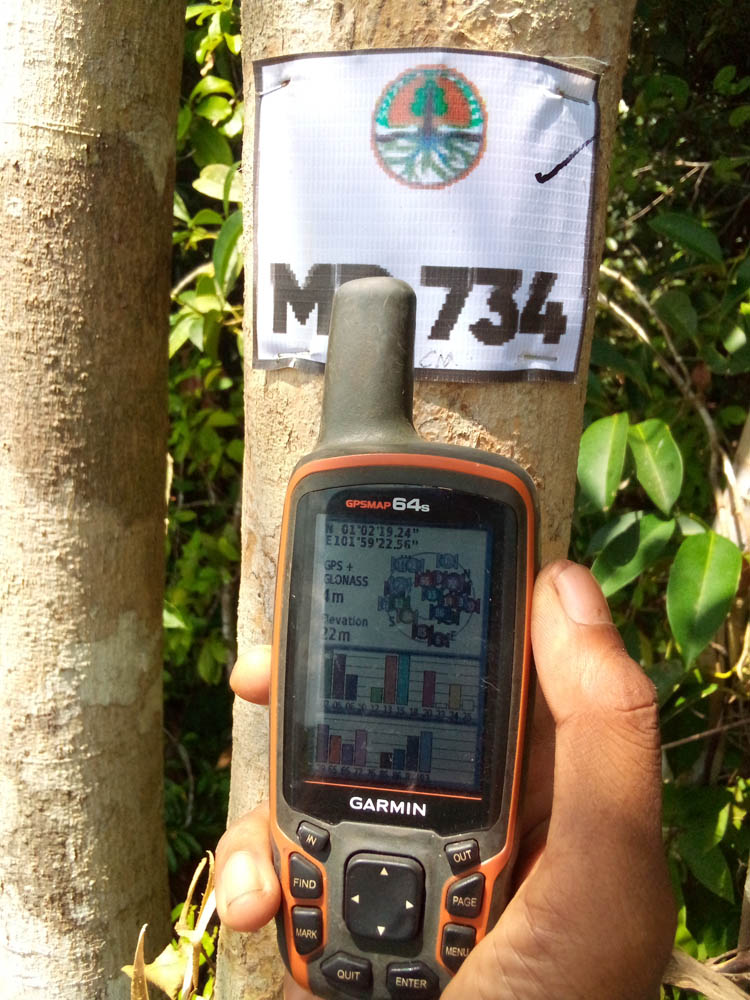 734
CM.
GPSMAP 64s
N 01°02'19.24"
E101°59'22.56"
GPS +
GLONASS
4m
Elevation
22m
S
E
GARMIN
IN
OUT
FIND
PAGE
MARK
MENU
QUIT
ENTER